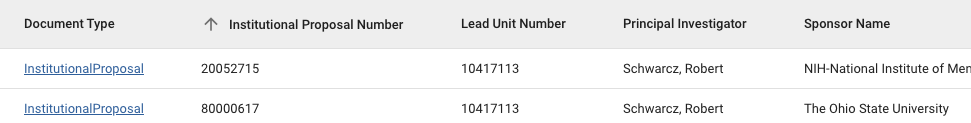 Document Type Institutional Proposal Number Lead Unit Number Principal Investigator Sponsor Name
InstitutionalProposal 20052715 10417113 Schwarcz, Robert NIH-National Institute of
InstitutionalProposal 80000617 10417113 Schwarcz, Robert The Ohio State University